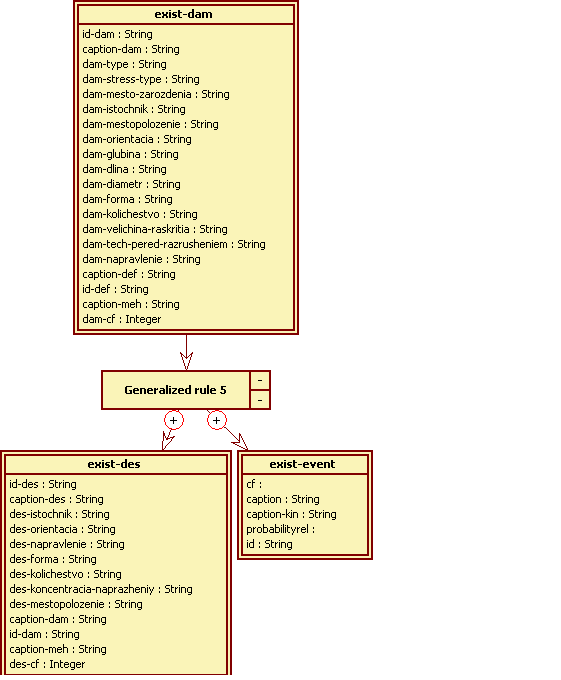 exist-dam
id-dam : String
caption-dam : String
dam-type : String
dam-stress-type : String
dam-mesto-zarozdenia : String
dam-istochnik : String
dam-mestopolozenie : String
dam-orientacia : String
dam-glubina : String
dam-dlina : String
dam-diametr : String
dam-forma : String
dam-kolichestvo : String
dam-velichina-raskritia : String
dam-tech-pered-razrusheniem : String
dam-napravlenie : String
caption-def : String
id-def : String
caption-meh : String
dam-cf : Integer
Generalized rule 5
-
-
+
+
exist-des
id-des : String
caption-des : String
des-istochnik : String
des-orientacia : String
des-napravlenie : String
des-forma : String
des-kolichestvo : String
des-koncentracia-naprazheniy : String
des-mestopolozenie : String
caption-dam : String
id-dam : String
caption-meh : String
des-cf : Integer
exist-event
cf :
caption : String
caption-kin : String
probabilityrel :
id : String